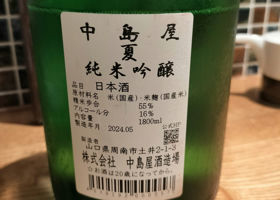 中島屋
夏
純米吟醸
品目 日本酒
原材料名 米(国産)・米麹(国産米)
精米歩合 55%
アルコール分 16%
内容量 1800ml
製造年月 2024.05
製造者
山口県周南市土井2-1-3
株式会社 中島屋酒造場
お酒は20歳になってから。